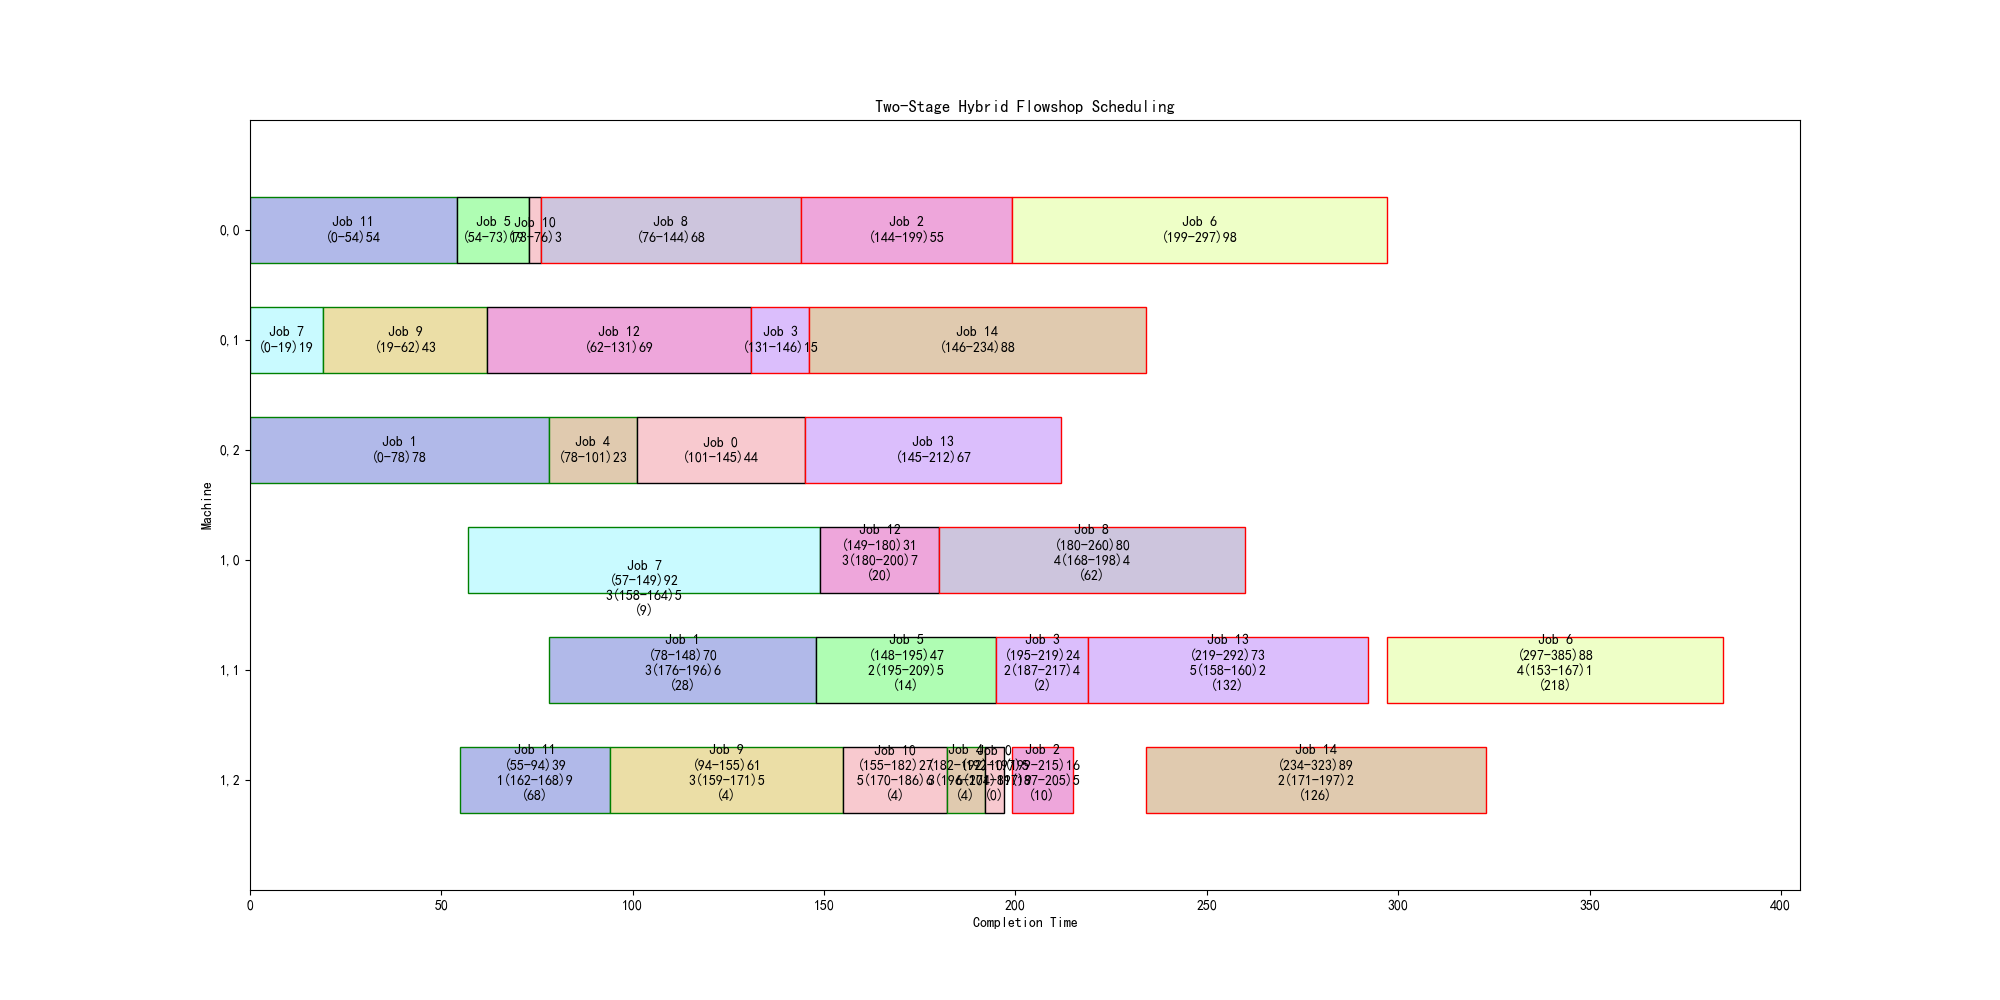 Two-Stage Hybrid Flowshop Scheduling
0,0
Job 11
(0-54)54
Job 5
(54-73)19
Job 10
(73-76)3
Job 8
(76-144)68
Job 2
(144-199)55
Job 6
(199-297)98
0,1
Job 7
(0-19)19
Job 9
(19-62)43
Job 12
(62-131)69
Job 3
(131-146)15
Job 14
(146-234)88
0,2
Job 1
(0-78)78
Job 4
(78-101)23
Job 0
(101-145)44
Job 13
(145-212)67
Machine
1,0
Job 7
(57-149)92
3(158-164)5
(9)
Job 12
(149-180)31
3(180-200)7
(20)
Job 8
(180-260)80
4(168-198)4
(62)
1,1
Job 1
(78-148)70
3(176-196)6
(28)
Job 5
(148-195)47
2(195-209)5
(14)
Job 3
(195-219)24
2(187-217)4
(2)
Job 13
(219-292)73
5(158-160)2
(132)
Job 6
(297-385)88
4(153-167)1
(218)
1,2
Job 11
(55-94)39
1(162-168)9
(68)
Job 9
(94-155)61
3(159-171)5
(4)
Job 10
(155-182)27
5(170-186)6
(4)
Job 4
(4)
Job 0
(0)
Job 2
(199-215)16
(10)
Job 14
(234-323)89
2(171-197)2
(126)
0
50
100
150
200
250
300
350
400
Completion Time